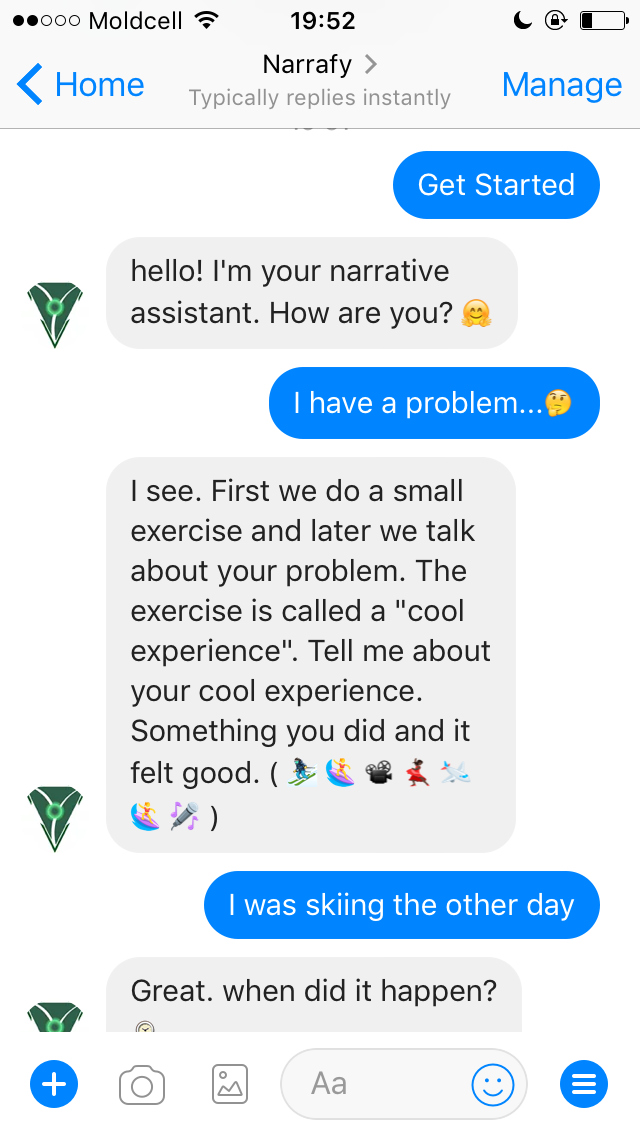 Moldcell 19:52
Home Narrafy Manage
Typically replies instantly
Get Started
hello! I'm your narrative
assistant. How are you? 🤗
I have a problem...🤔
I see. First we do a small
exercise and later we talk
about your problem. The
exercise is called a "cool
experience". Tell me about
your cool experience.
Something you did and it
felt good. ( ⛷🏄📽💃🛩
🏄🎤 )
I was skiing the other day
Great. when did it happen?
Aa